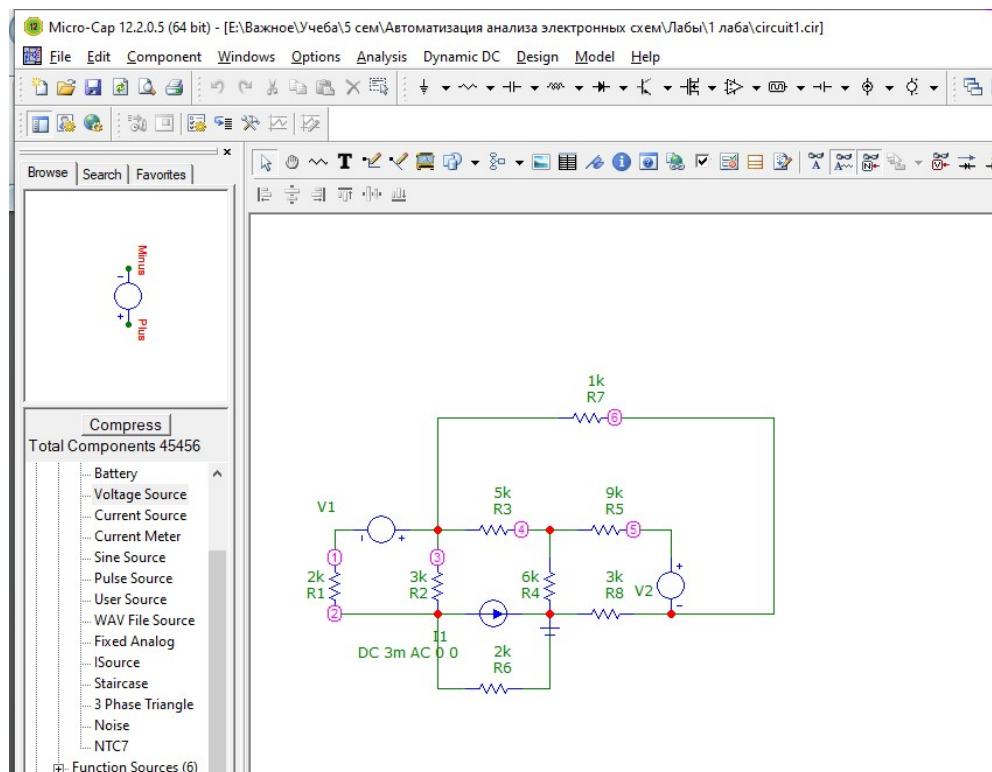 12 Micro-Cap 12.2.0.5 (64 bit) - [E:\Важное\Учеба\5 сем\Автоматизация анализа электронных схем\Лабы\1 лаба\circuit1.cir]
File Edit Component Windows Options Analysis Dynamic DC Design Model Help
Browse Search Favorites
Minus
Plus
Compress
Total Components 45456
Battery
Voltage Source
Current Source
Current Meter
Sine Source
Pulse Source
User Source
WAV File Source
Fixed Analog
ISource
Staircase
3 Phase Triangle
Noise
NTC7
Function Sources (6)
1k
R7
6
V1
5k
R3
4
9k
R5
5
1
3
2k
R1
3k
R2
6k
R4
3k
R8
V2
2
I1
DC 3m AC 0 0
2k
R6